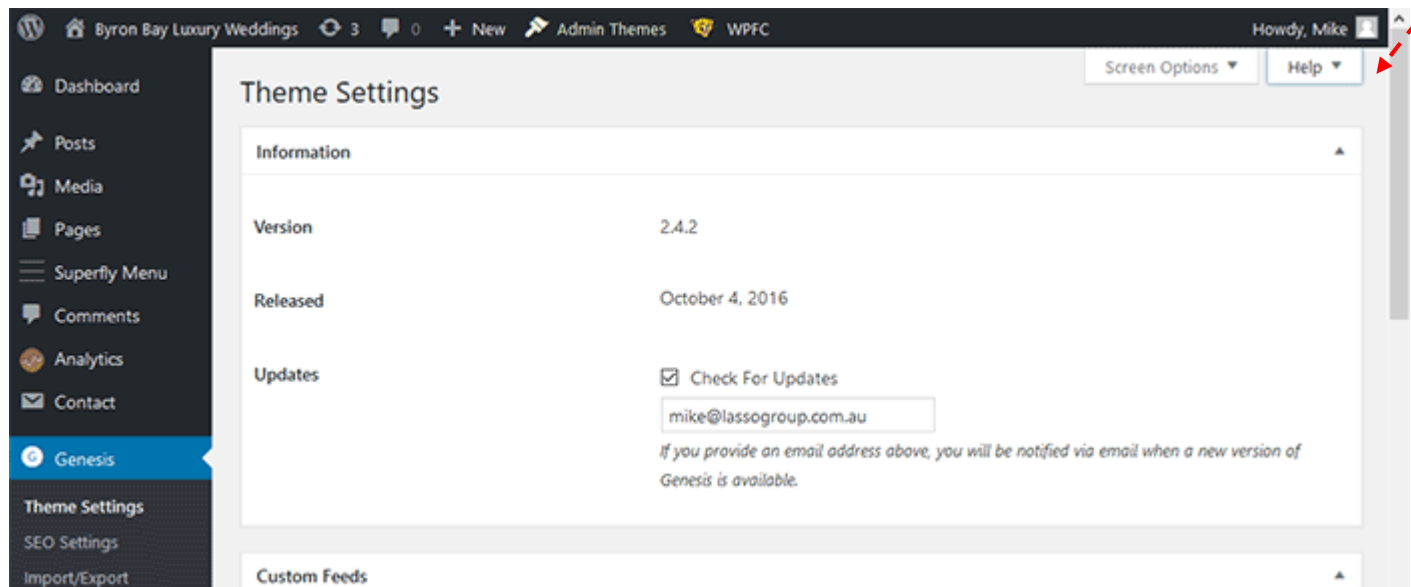 Byron Bay Luxury Weddings 3 0 New Admin Themes WPFC Howdy, Mike
Screen Options Help
Dashboard
Posts
Media
Pages
Superfly Menu
Comments
Analytics
Contact
G Genesis
Theme Settings
SEO Settings
Import/Export
Theme Settings
Information
Version 2.4.2
Released October 4, 2016
Updates Check For Updates
mike@lassogroup.com.au
If you provide an email address above, you will be notified via email when a new version of
Genesis is available.
Custom Feeds